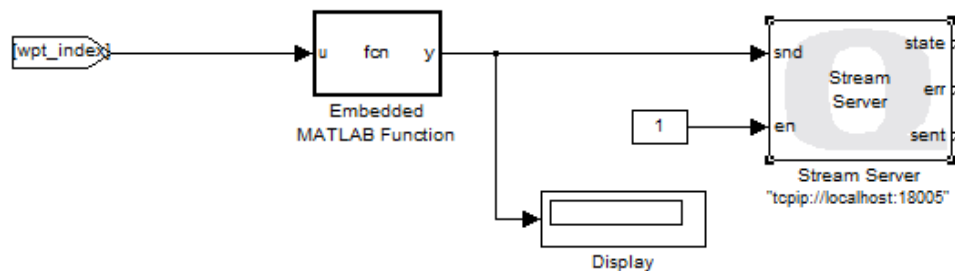 [wpt_index]
u fcn y
Embedded
MATLAB Function
1
snd
en
Stream
Server
state
err
sent
Stream Server
"tcpip://localhost:18005"
Display